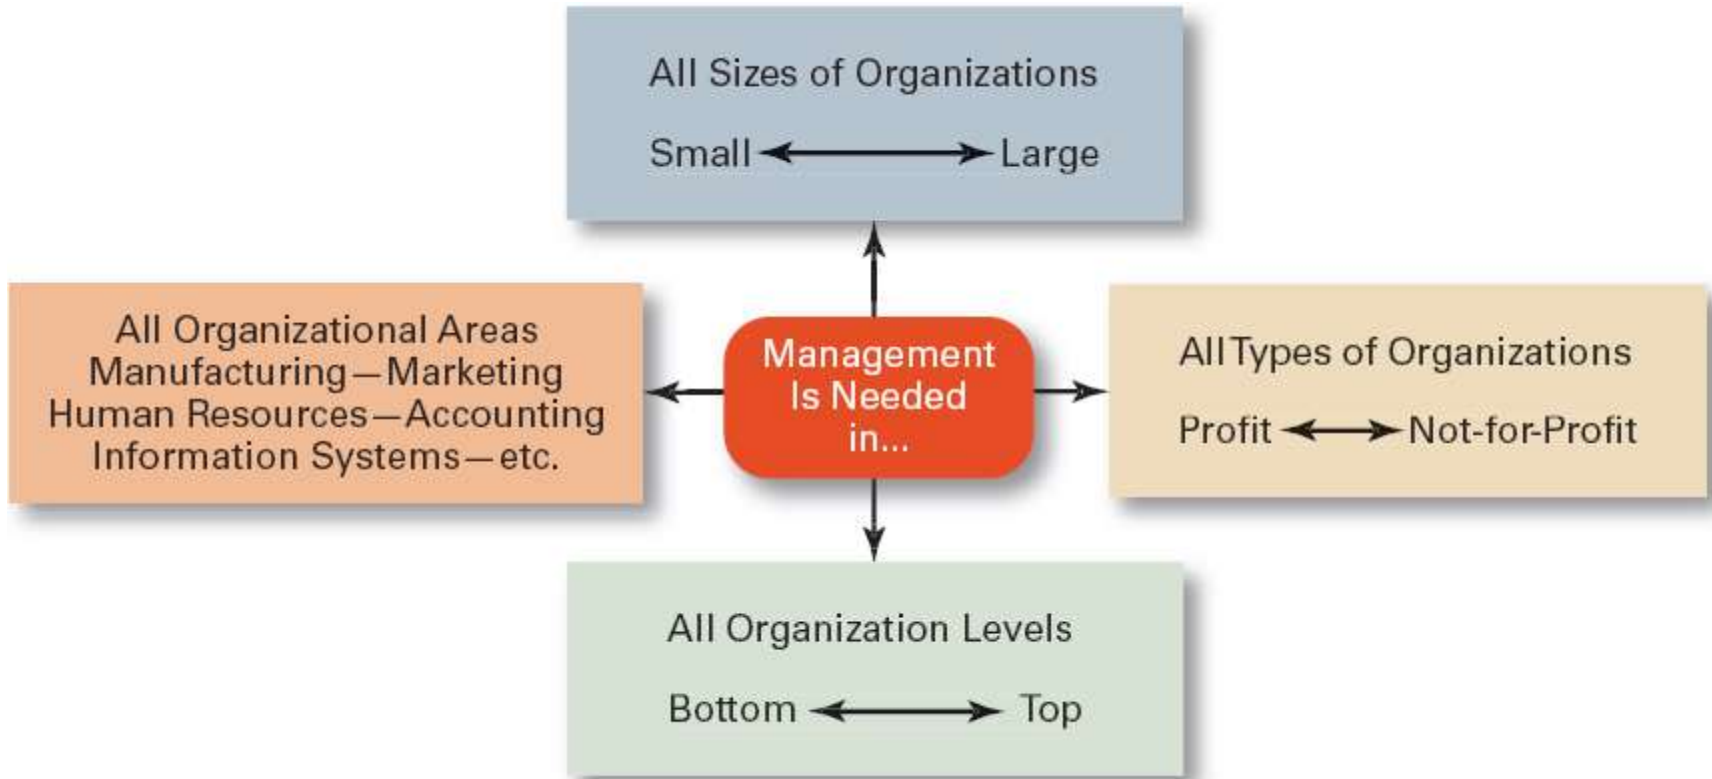 All Sizes of Organizations
Small Large
All Organizational Areas
Manufacturing—Marketing
Human Resources—Accounting
Information Systems—etc.
Management
Is Needed
in...
All Types of Organizations
Profit Not-for-Profit
All Organization Levels
Bottom Top